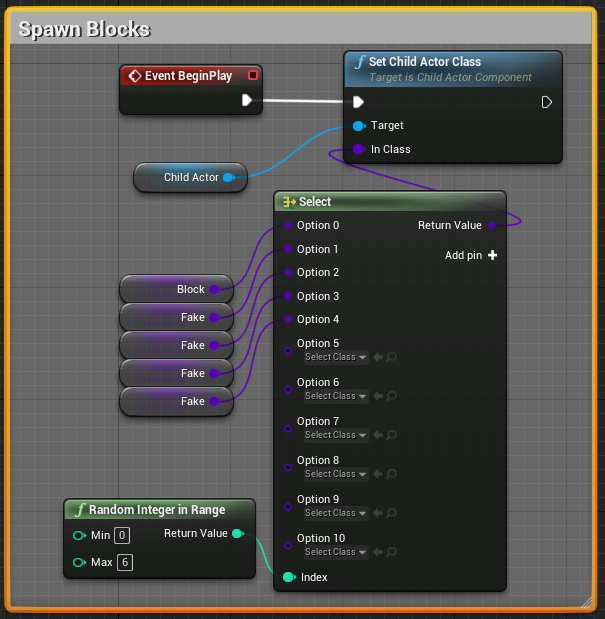 Spawn Blocks
Event BeginPlay
Set Child Actor Class
Target is Child Actor Component
Target
In Class
Child Actor
Select
Option 0
Return Value
Option 1
Add pin
Option 2
Option 3
Option 4
Option 5
Select Class
Option 6
Select Class
Option 7
Select Class
Option 8
Select Class
Option 9
Select Class
Option 10
Select Class
Index
Block
Fake
Fake
Fake
Fake
Random Integer in Range
Min 0
Return Value
Max 6